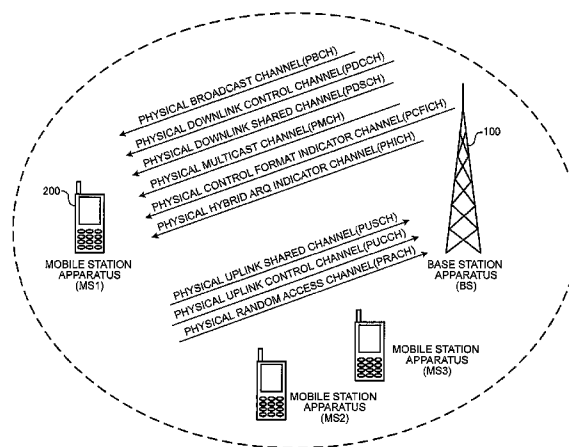 PHYSICAL BROADCAST CHANNEL(PBCH)
PHYSICAL DOWNLINK CONTROL CHANNEL(PDCCH)
PHYSICAL DOWNLINK SHARED CHANNEL(PDSCH)
PHYSICAL MULTICAST CHANNEL(PMCH)
PHYSICAL CONTROL FORMAT INDICATOR CHANNEL(PCFICH)
PHYSICAL HYBRID ARQ INDICATOR CHANNEL(PHICH)
100
200
MOBILE STATION
APPARATUS
(MS1)
PHYSICAL UPLINK SHARED CHANNEL(PUSCH)
PHYSICAL UPLINK CONTROL CHANNEL(PUCCH)
PHYSICAL RANDOM ACCESS CHANNEL(PRACH)
BASE STATION
APPARATUS
(BS)
MOBILE STATION
APPARATUS
(MS3)
MOBILE STATION
APPARATUS
(MS2)